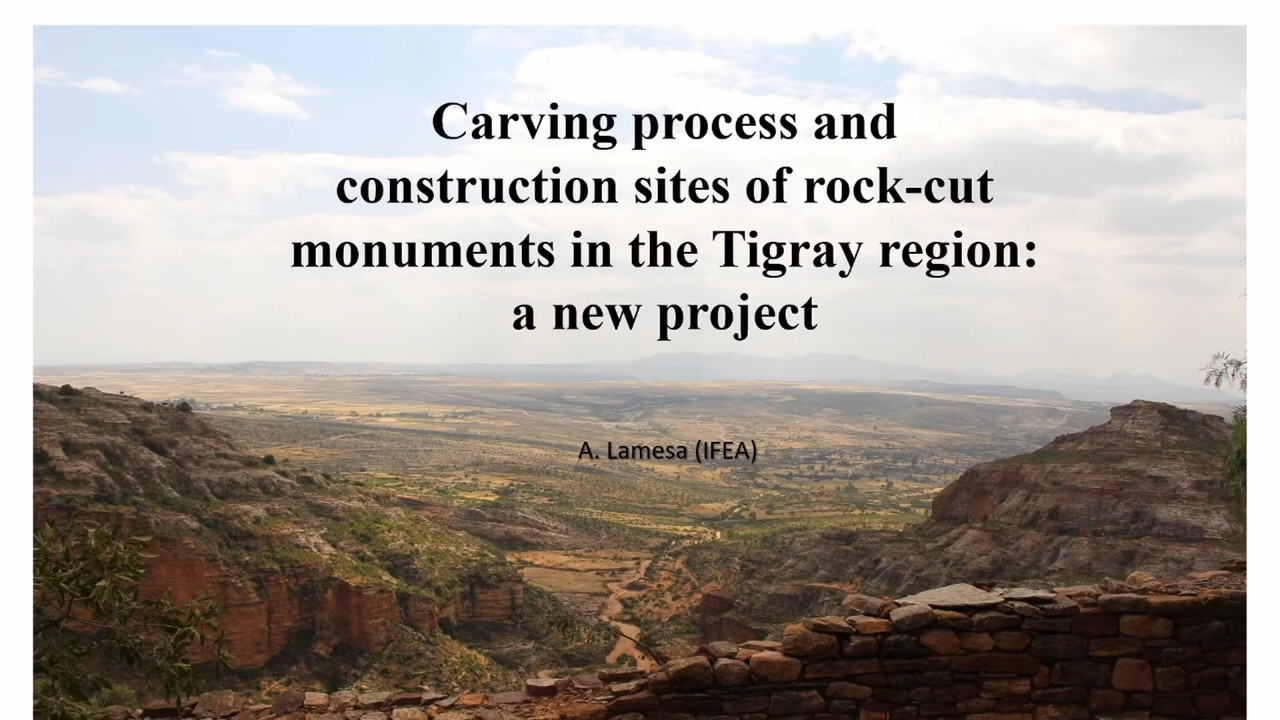 Carving process and
construction sites of rock-cut
monuments in the Tigray region:
a new project
A. Lamesa (IFEA)